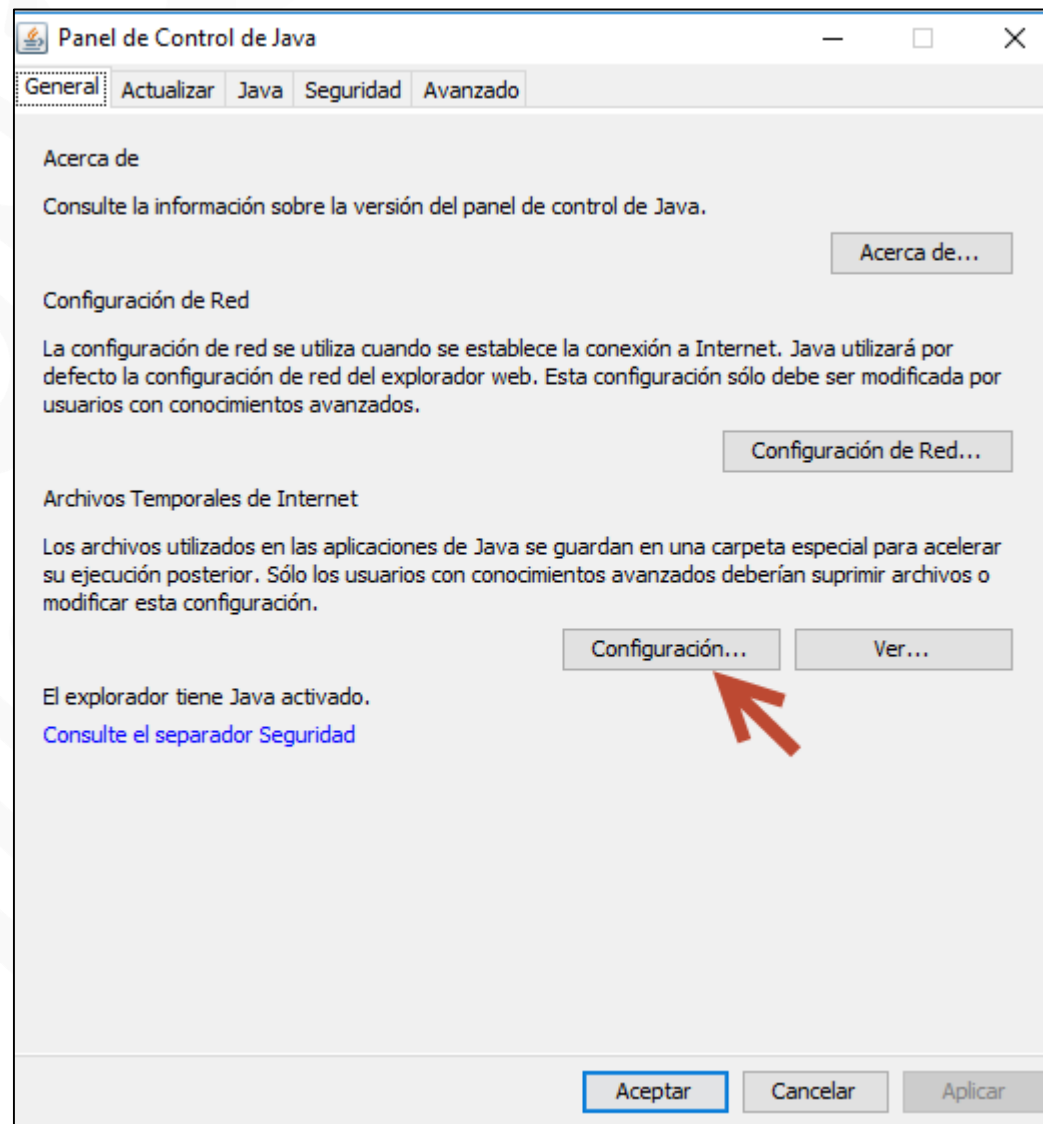 Panel de Control de Java
General Actualizar Java Seguridad Avanzado
Acerca de
Consulte la información sobre la versión del panel de control de Java.
Acerca de...
Configuración de Red
La configuración de red se utiliza cuando se establece la conexión a Internet. Java utilizará por
defecto la configuración de red del explorador web. Esta configuración sólo debe ser modificada por
usuarios con conocimientos avanzados.
Configuración de Red...
Archivos Temporales de Internet
Los archivos utilizados en las aplicaciones de Java se guardan en una carpeta especial para acelerar
su ejecución posterior. Sólo los usuarios con conocimientos avanzados deberían suprimir archivos o
modificar esta configuración.
Configuración... Ver...
El explorador tiene Java activado.
Consulte el separador Seguridad
Aceptar Cancelar Aplicar